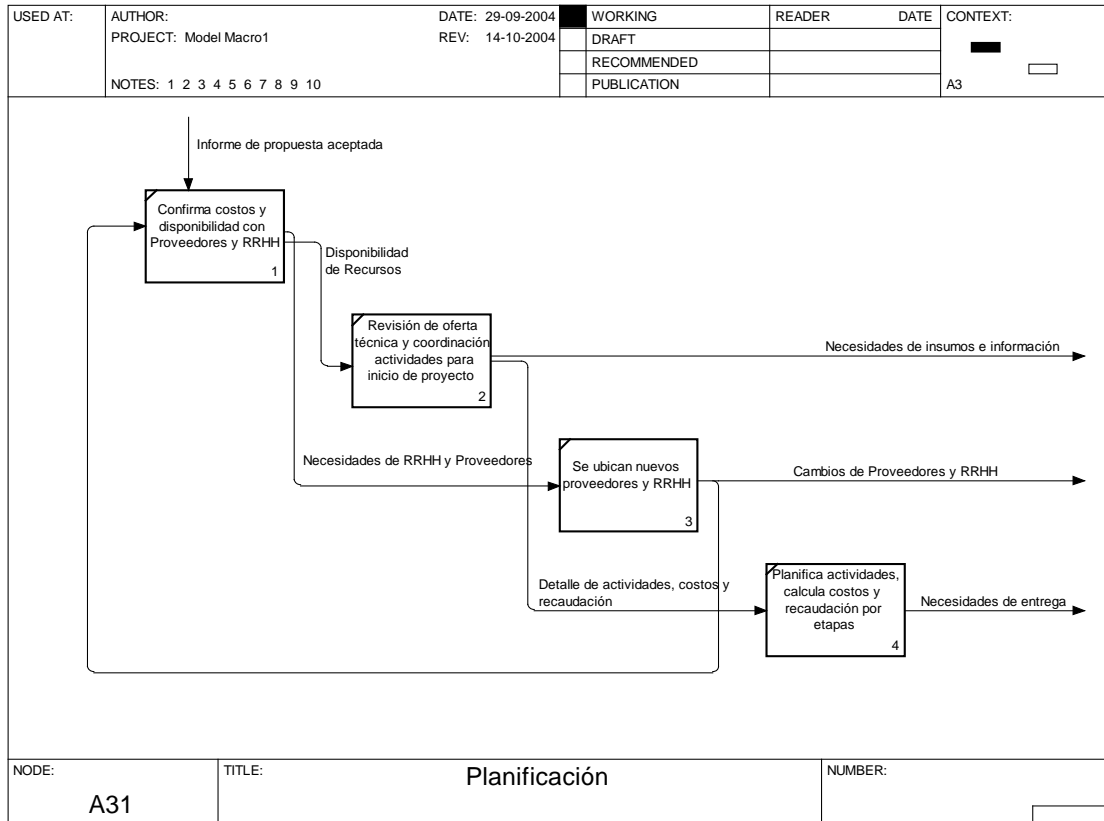 USED AT:
AUTHOR:
DATE: 29-09-2004
PROJECT: Model Macro1
REV: 14-10-2004
NOTES: 1 2 3 4 5 6 7 8 9 10
WORKING
DRAFT
RECOMMENDED
PUBLICATION
READER DATE
CONTEXT:
A3
Informe de propuesta aceptada
Confirma costos y
disponibilidad con
Proveedores y RRHH
1
Disponibilidad
de Recursos
Revisión de oferta
técnica y coordinación
actividades para
inicio de proyecto
2
Necesidades de insumos e información
Necesidades de RRHH y Proveedores
Se ubican nuevos
proveedores y RRHH
3
Cambios de Proveedores y RRHH
Detalle de actividades, costos y
recaudación
Planifica actividades,
calcula costos y
recaudación por
etapas
4
Necesidades de entrega
NODE:
A31
TITLE:
Planificación
NUMBER: